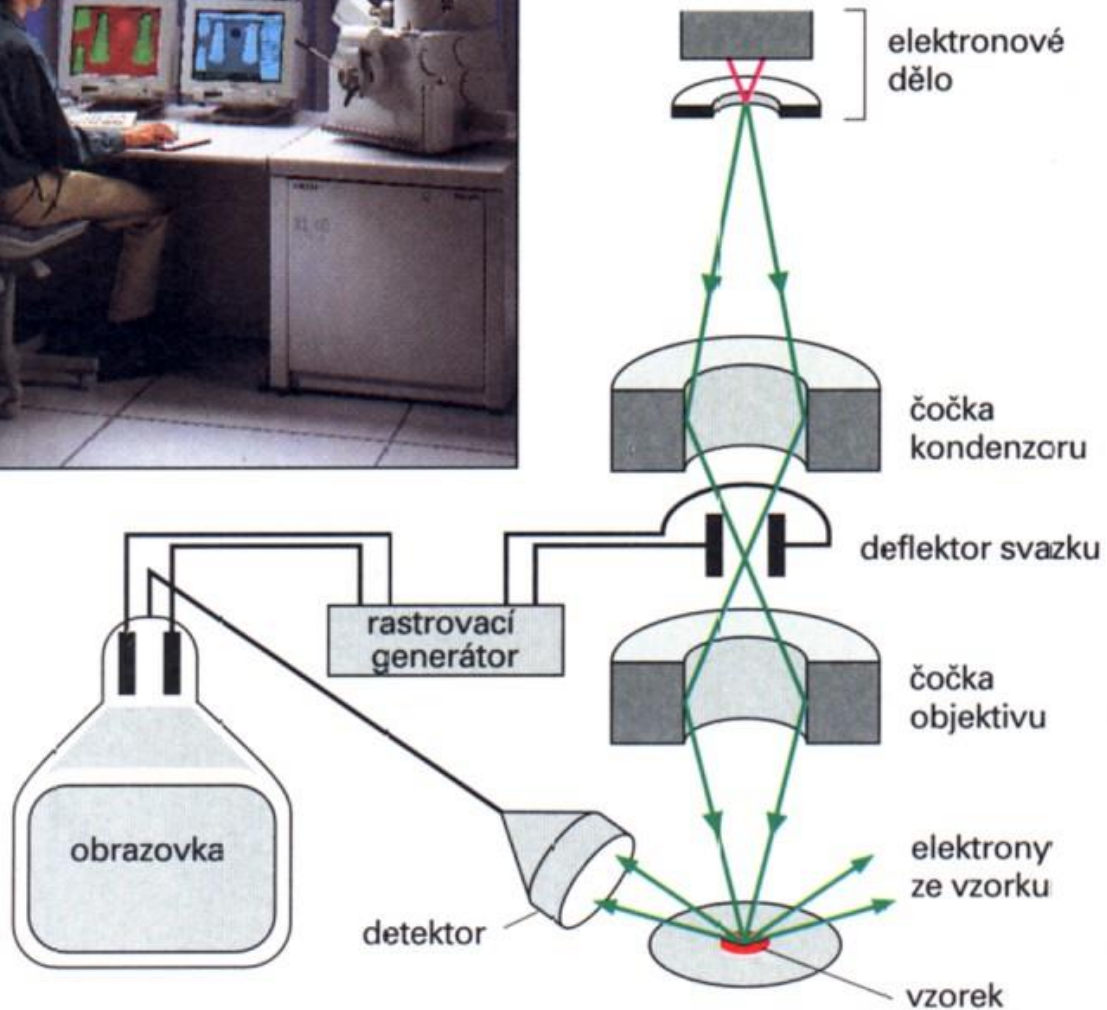 elektronové
dělo
čočka
kondenzoru
deflektor svazku
rastrovací
generátor
čočka
objektivu
obrazovka
elektrony
ze vzorku
detektor
vzorek